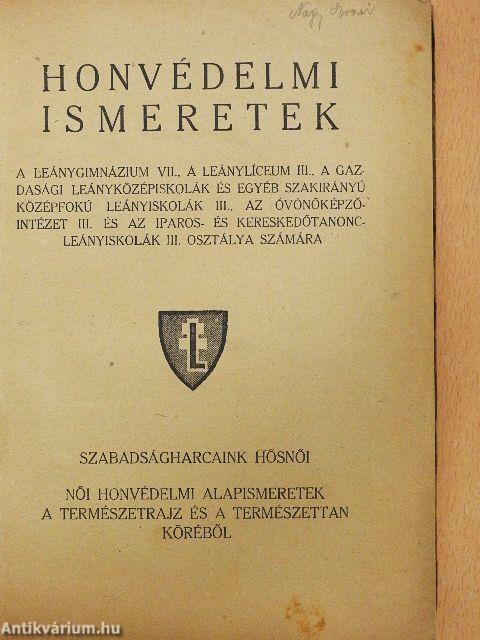 Nagy
HONVÉDELMI
ISMERETEK
A LEÁNYGIMNÁZIUM VII., A LEÁNYLÍCEUM III., A GAZ-
DASÁGI LEÁNYKÖZÉPISKOLÁK ÉS EGYÉB SZAKIRÁNYÚ
KÖZÉPFOKÚ LEÁNYISKOLÁK III., AZ ÓVÓNŐKÉPZŐ-
INTÉZET III. ÉS AZ IPAROS- ÉS KERESKEDŐTANONC-
LEÁNYISKOLÁK III. OSZTÁLYA SZÁMÁRA
L
SZABADSÁGHARCAINK HŐSNŐI
NŐI HONVÉDELMI ALAPISMERETEK
A TERMÉSZETRAJZ ÉS A TERMÉSZETTAN
KÖRÉBŐL
Antikvárium.hu